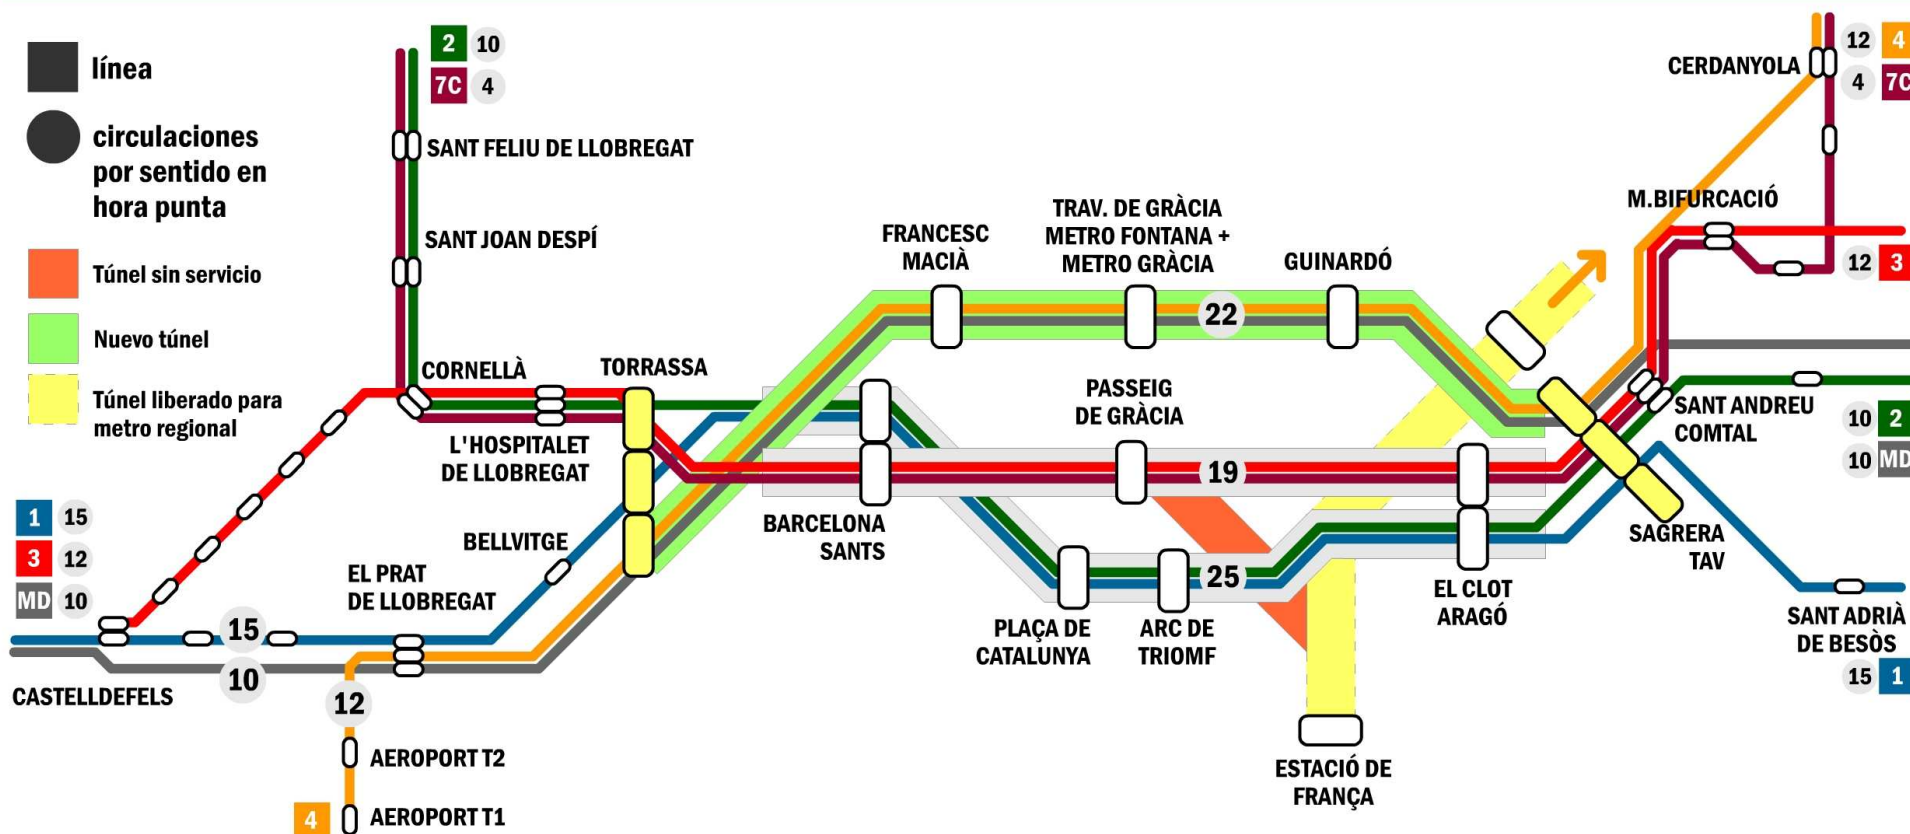 línea
circulaciones
por sentido en
hora punta
Túnel sin servicio
Nuevo túnel
Túnel liberado para
metro regional
2 10
7C 4
SANT FELIU DE LLOBREGAT
SANT JOAN DESPÍ
CORNELLÀ
TORRASSA
L'HOSPITALET
DE LLOBREGAT
BELLVITGE
EL PRAT
DE LLOBREGAT
1 15
3 12
MD 10
15
10
CASTELLDEFELS
12
AEROPORT T2
4 AEROPORT T1
FRANCESC
MACIÀ
TRAV. DE GRÀCIA
METRO FONTANA +
METRO GRÀCIA
GUINARDÓ
22
PASSEIG
DE GRÀCIA
19
BARCELONA
SANTS
25
PLAÇA DE
CATALUNYA
ARC DE
TRIOMF
EL CLOT
ARAGÓ
ESTACIÓ DE
FRANÇA
CERDANYOLA
12 4
4 7C
M.BIFURCACIÓ
12 3
SANT ANDREU
COMTAL
10 2
10 MD
SAGRERA
TAV
SANT ADRIÀ
DE BESÒS
15 1